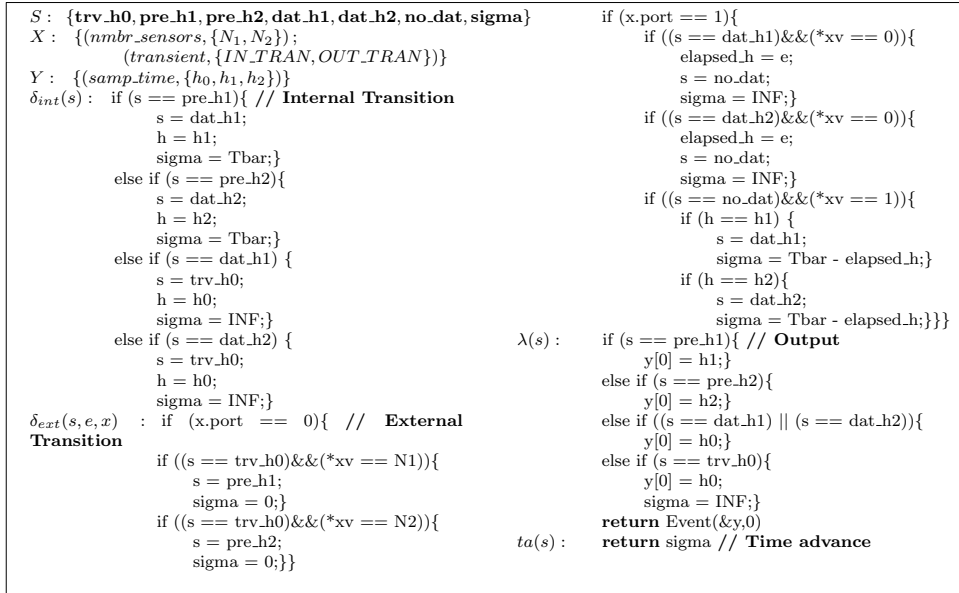 S : {trv_h0, pre_h1, pre_h2, dat_h1, dat_h2, no_dat, sigma}
X : {(nmbr_sensors, {N1, N2}) ;
(transient, {IN_TRAN, OUT_TRAN})}
Y : {(samp_time, {h0, h1, h2})}
δint(s) : if (s == pre_h1){ // Internal Transition
s = dat_h1;
h = h1;
sigma = Tbar;}
else if (s == pre_h2){
s = dat_h2;
h = h2;
sigma = Tbar;}
else if (s == dat_h1) {
s = trv_h0;
h = h0;
sigma = INF;}
else if (s == dat_h2) {
s = trv_h0;
h = h0;
sigma = INF;}
δext(s, e, x) : if (x.port == 0){ // External
Transition
if ((s == trv_h0)&&(*xv == N1)){
s = pre_h1;
sigma = 0;}
if ((s == trv_h0)&&(*xv == N2)){
s = pre_h2;
sigma = 0;}}
if (x.port == 1){
if ((s == dat_h1)&&(*xv == 0)){
elapsed_h = e;
s = no_dat;
sigma = INF;}
if ((s == dat_h2)&&(*xv == 0)){
elapsed_h = e;
s = no_dat;
sigma = INF;}
if ((s == no_dat)&&(*xv == 1)){
if (h == h1) {
s = dat_h1;
sigma = Tbar - elapsed_h;}
if (h == h2){
s = dat_h2;
sigma = Tbar - elapsed_h;}}}
λ(s) : if (s == pre_h1){ // Output
y[0] = h1;}
else if (s == pre_h2){
y[0] = h2;}
else if ((s == dat_h1) || (s == dat_h2)){
y[0] = h0;}
else if (s == trv_h0){
y[0] = h0;
sigma = INF;}
return Event(&y,0)
ta(s) : return sigma // Time advance